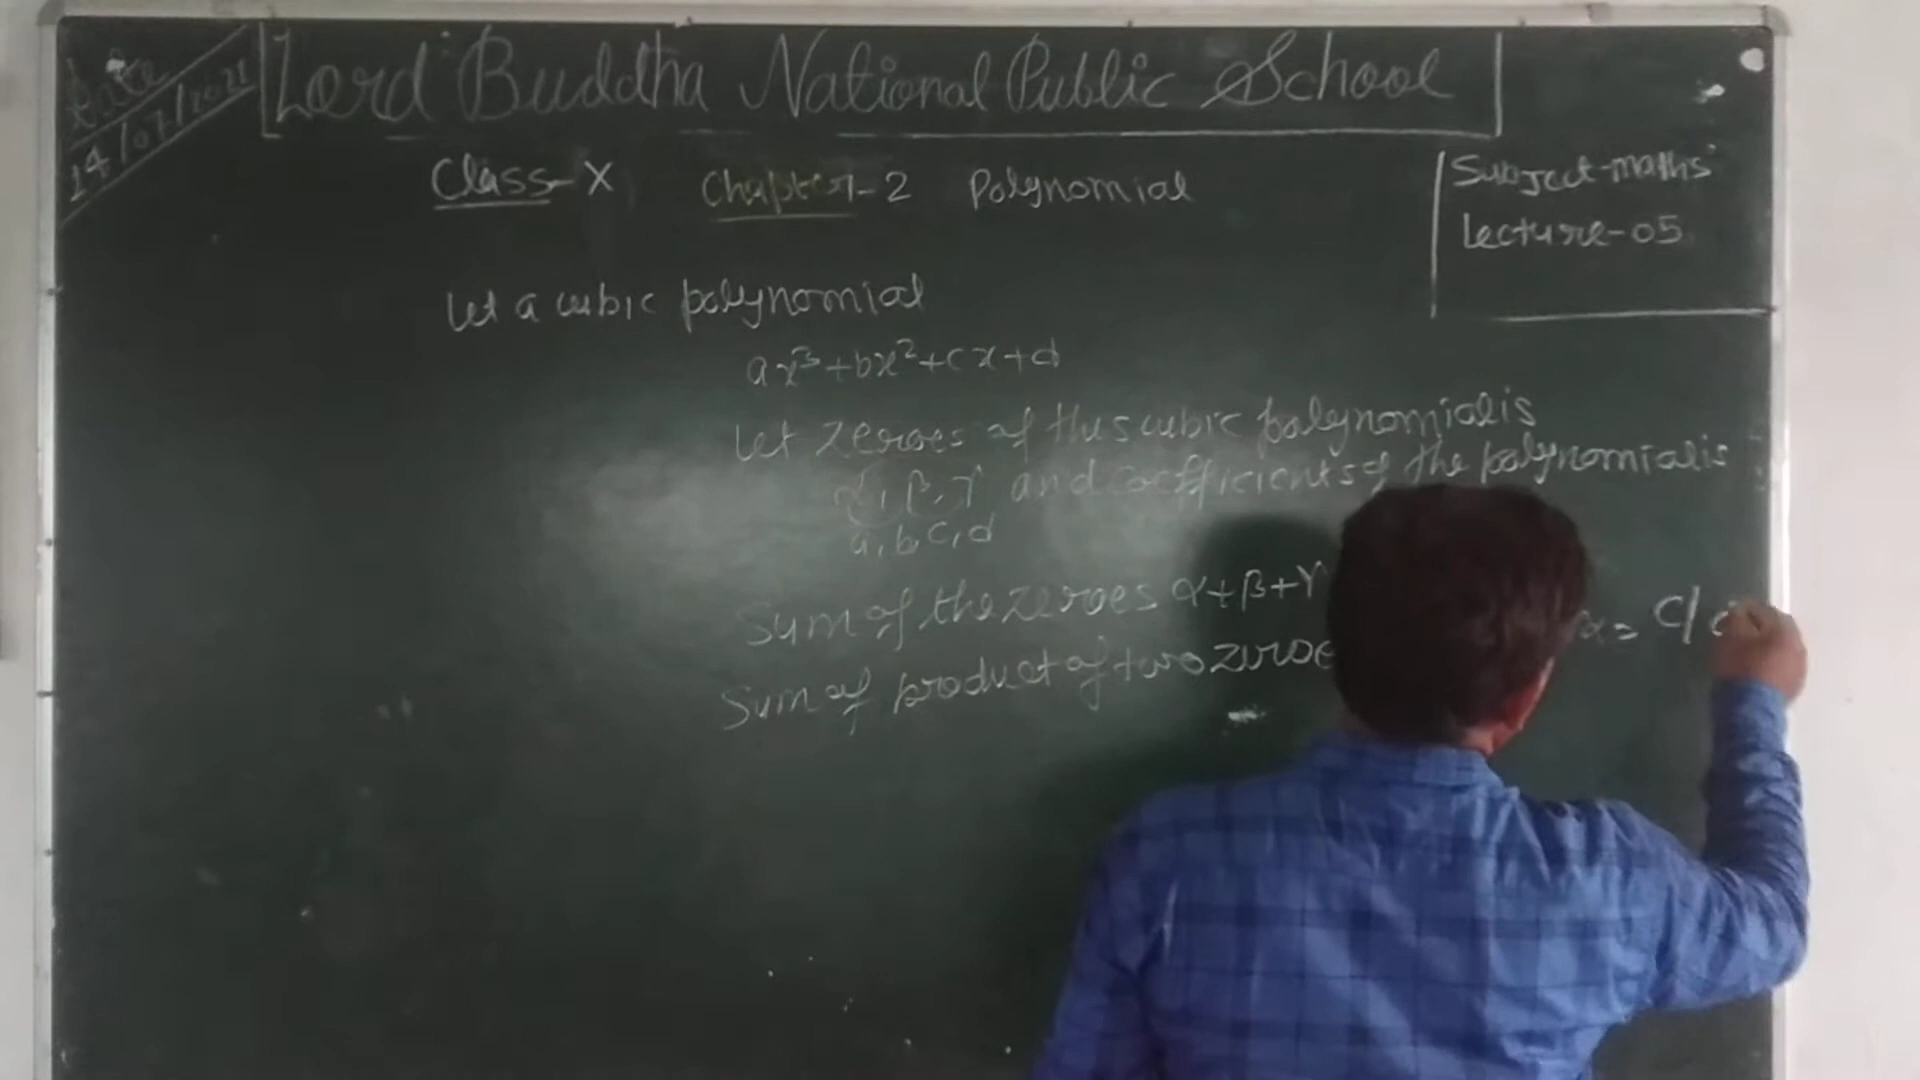 Date
14/07/2021
Lord Buddha National Public School
Class-X Chapter-2 Polynomial
Subject-maths
Lecture-05
Let a cubic polynomial
ax³+bx²+cx+d
Let zeroes of this cubic polynomial is
α, β, γ and coefficients of the polynomial is
a, b, c, d
Sum of the zeroes α+β+γ
Sum of product of two zeroe α= c/